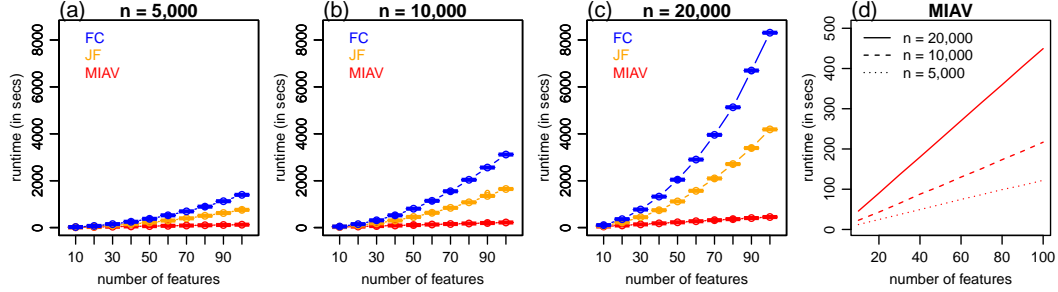 (a) n = 5,000
FC
JF
MIAV
runtime (in secs)
0 2000 4000 6000 8000
10 30 50 70 90
number of features
(b) n = 10,000
FC
JF
MIAV
runtime (in secs)
0 2000 4000 6000 8000
10 30 50 70 90
number of features
(c) n = 20,000
FC
JF
MIAV
runtime (in secs)
0 2000 4000 6000 8000
10 30 50 70 90
number of features
(d) MIAV
n = 20,000
n = 10,000
n = 5,000
runtime (in secs)
0 100 200 300 400 500
20 40 60 80 100
number of features